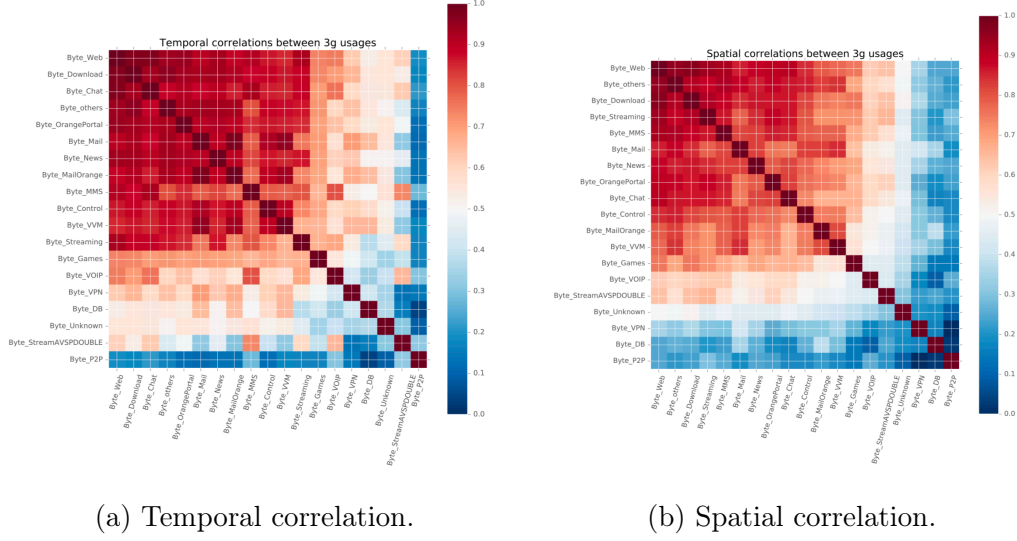 Temporal correlations between 3g usages
Byte_Web
Byte_Download
Byte_Chat
Byte_others
Byte_OrangePortal
Byte_Mail
Byte_News
Byte_MailOrange
Byte_MMS
Byte_Control
Byte_VVM
Byte_Streaming
Byte_Games
Byte_VOIP
Byte_VPN
Byte_DB
Byte_Unknown
Byte_StreamAVSPDOUBLE
Byte_P2P
Byte_Web
Byte_Download
Byte_Chat
Byte_others
Byte_OrangePortal
Byte_Mail
Byte_News
Byte_MailOrange
Byte_MMS
Byte_Control
Byte_VVM
Byte_Streaming
Byte_Games
Byte_VOIP
Byte_VPN
Byte_DB
Byte_Unknown
Byte_StreamAVSPDOUBLE
Byte_P2P
1.0
0.9
0.8
0.7
0.6
0.5
0.4
0.3
0.2
0.1
0.0
(a) Temporal correlation.
Spatial correlations between 3g usages
Byte_Web
Byte_others
Byte_Download
Byte_Streaming
Byte_MMS
Byte_Mail
Byte_News
Byte_OrangePortal
Byte_Chat
Byte_Control
Byte_MailOrange
Byte_VVM
Byte_Games
Byte_VOIP
Byte_StreamAVSPDOUBLE
Byte_Unknown
Byte_VPN
Byte_DB
Byte_P2P
Byte_Web
Byte_others
Byte_Download
Byte_Streaming
Byte_MMS
Byte_Mail
Byte_News
Byte_OrangePortal
Byte_Chat
Byte_Control
Byte_MailOrange
Byte_VVM
Byte_Games
Byte_VOIP
Byte_StreamAVSPDOUBLE
Byte_Unknown
Byte_VPN
Byte_DB
Byte_P2P
1.0
0.9
0.8
0.7
0.6
0.5
0.4
0.3
0.2
0.1
0.0
(b) Spatial correlation.